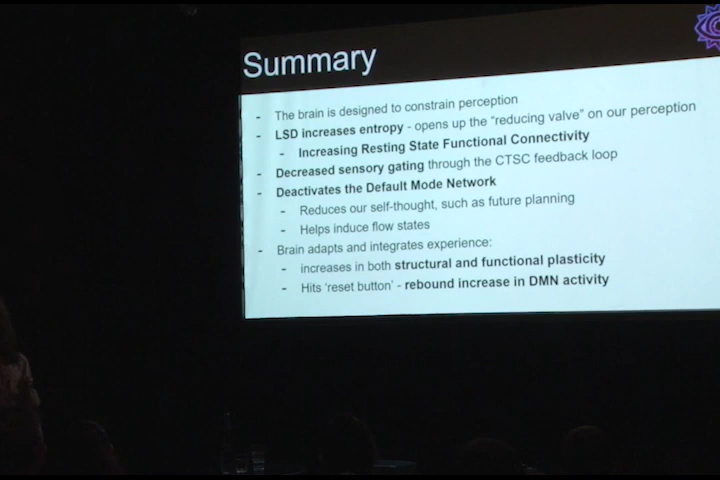 Summary
- The brain is designed to constrain perception
- LSD increases entropy - opens up the “reducing valve” on our perception
- Increasing Resting State Functional Connectivity
- Decreased sensory gating through the CTSC feedback loop
- Deactivates the Default Mode Network
- Reduces our self-thought, such as future planning
- Helps induce flow states
- Brain adapts and integrates experience:
- increases in both structural and functional plasticity
- Hits ‘reset button’ - rebound increase in DMN activity